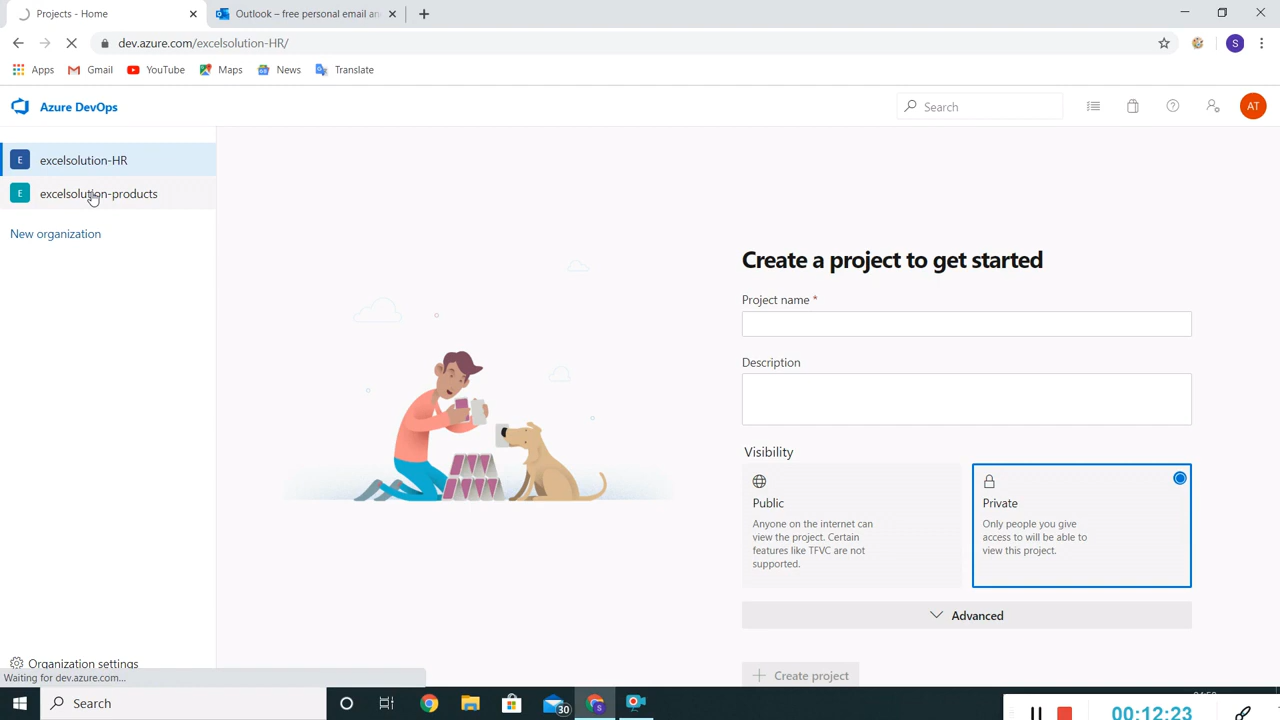 Projects - Home
Outlook – free personal email an
dev.azure.com/excelsolution-HR/
S
Apps
Gmail
YouTube
Maps
News
Translate
Azure DevOps
Search
AT
E excelsolution-HR
E excelsolution-products
New organization
Create a project to get started
Project name *
Description
Visibility
Public
Anyone on the internet can
view the project. Certain
features like TFVC are not
supported.
Private
Only people you give
access to will be able to
view this project.
Advanced
Create project
Organization settings
Waiting for dev.azure.com...
Search
30
S
00:12:23